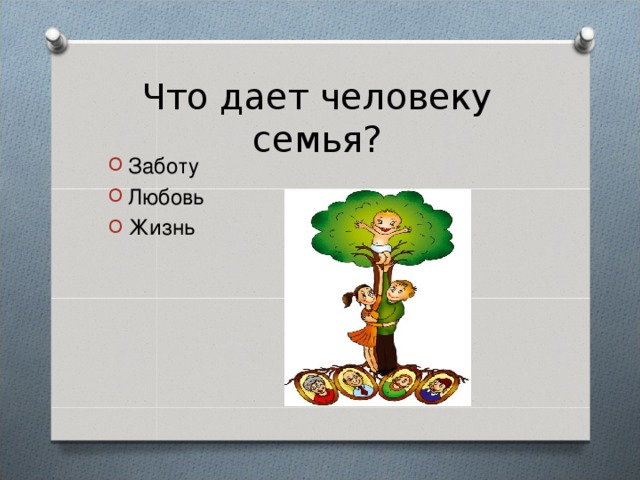 Что дает человеку
семья?
Заботу
Любовь
Жизнь